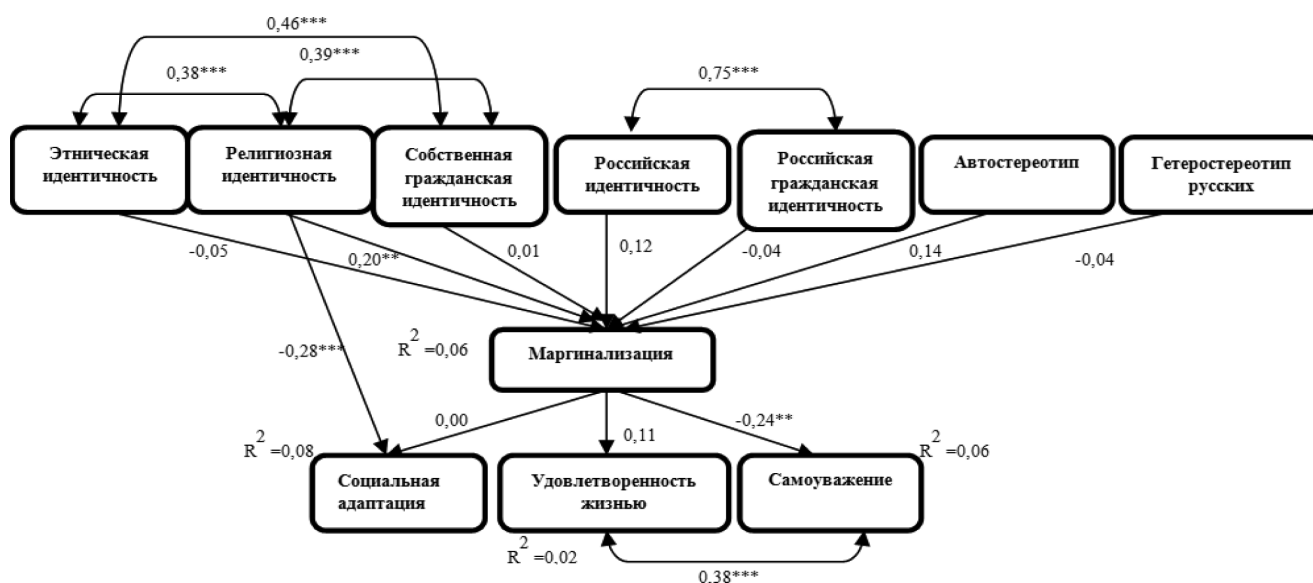 0,46***
0,39***
0,38***
0,75***
Этническая
идентичность
Религиозная
идентичность
Собственная
гражданская
идентичность
Российская
идентичность
Российская
гражданская
идентичность
Автостереотип
Гетеростереотип
русских
-0,05
0,20**
0,01
0,12
-0,04
0,14
-0,04
-0,28***
R² =0,06
Маргинализация
0,00
0,11
-0,24**
R² =0,08
R² =0,06
Социальная
адаптация
Удовлетворенность
жизнью
Самоуважение
R² =0,02
0,38***